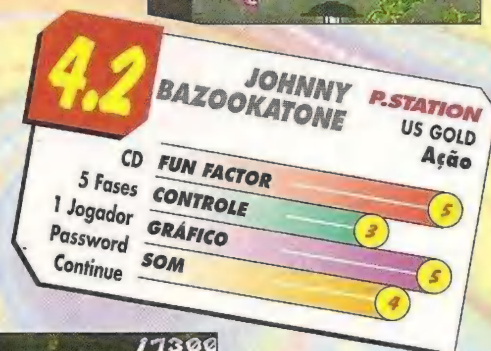 4.2
JOHNNY
BAZOOKATONE
P.STATION
US GOLD
Ação
CD
5 Fases
1 Jogador
Password
Continue
FUN FACTOR 5
CONTROLE 3
GRÁFICO 5
SOM 4
17300